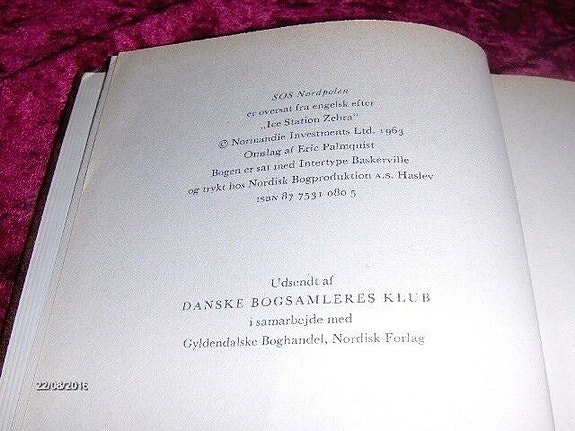 SOS Nordpolen
er oversat fra engelsk efter
„Ice Station Zebra”
© Normandie Investments Ltd. 1963
Omslag af Eric Palmquist
Bogen er sat med Intertype Baskerville
og trykt hos Nordisk Bogproduktion A.S. Haslev
ISBN 87 7531 080 5
Udsendt af
DANSKE BOGSAMLERES KLUB
i samarbejde med
Gyldendalske Boghandel, Nordisk Forlag
22/08/2016